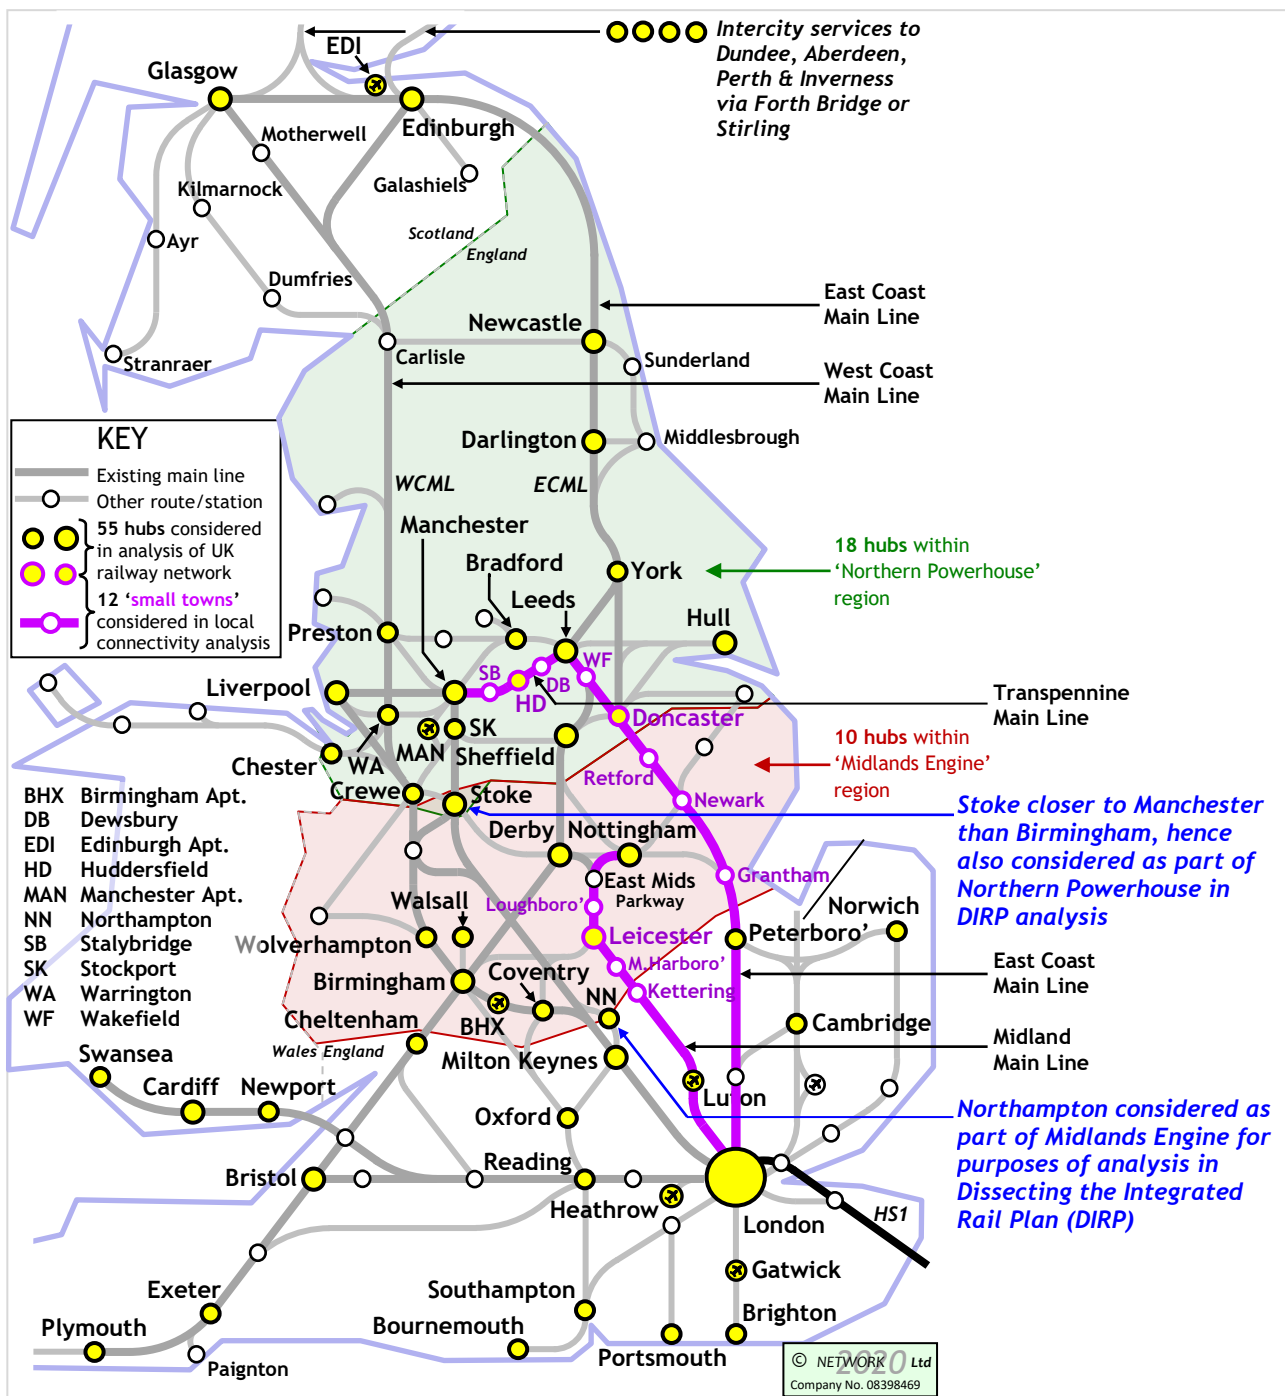 Intercity services to
Dundee, Aberdeen,
Perth & Inverness
via Forth Bridge or
Stirling
EDI
Glasgow
Edinburgh
Motherwell
Galashiels
Kilmarnock
Ayr
Scotland
England
Dumfries
East Coast
Main Line
Newcastle
Sunderland
Carlisle
Stranraer
West Coast
Main Line
Darlington
Middlesbrough
KEY
Existing main line
Other route/station
55 hubs considered
in analysis of UK
railway network
12 ‘small towns’
considered in local
connectivity analysis
WCML
ECML
Manchester
Bradford
Leeds
York
18 hubs within
‘Northern Powerhouse’
region
Hull
Preston
SB
HD
DB
WF
Liverpool
Transpennine
Main Line
Doncaster
SK
MAN
Sheffield
WA
Chester
10 hubs within
‘Midlands Engine’
region
Retford
Crewe
Stoke
Newark
BHX Birmingham Apt.
DB Dewsbury
EDI Edinburgh Apt.
HD Huddersfield
MAN Manchester Apt.
NN Northampton
SB Stalybridge
SK Stockport
WA Warrington
WF Wakefield
Stoke closer to Manchester
than Birmingham, hence
also considered as part of
Northern Powerhouse in
DIRP analysis
Derby
Nottingham
East Mids
Parkway
Grantham
Walsall
Loughboro’
Norwich
Wolverhampton
Leicester
Peterboro’
Birmingham
Coventry
M.Harboro’
Kettering
East Coast
Main Line
NN
BHX
Cheltenham
Cambridge
Midland
Main Line
Wales England
Milton Keynes
Swansea
Cardiff
Newport
Luton
Oxford
Northampton considered as
part of Midlands Engine for
purposes of analysis in
Dissecting the Integrated
Rail Plan (DIRP)
Bristol
Reading
Heathrow
London
HS1
Gatwick
Exeter
Southampton
Brighton
Plymouth
Bournemouth
Portsmouth
Paignton
© NETWORK 2020 Ltd
Company No. 08398469